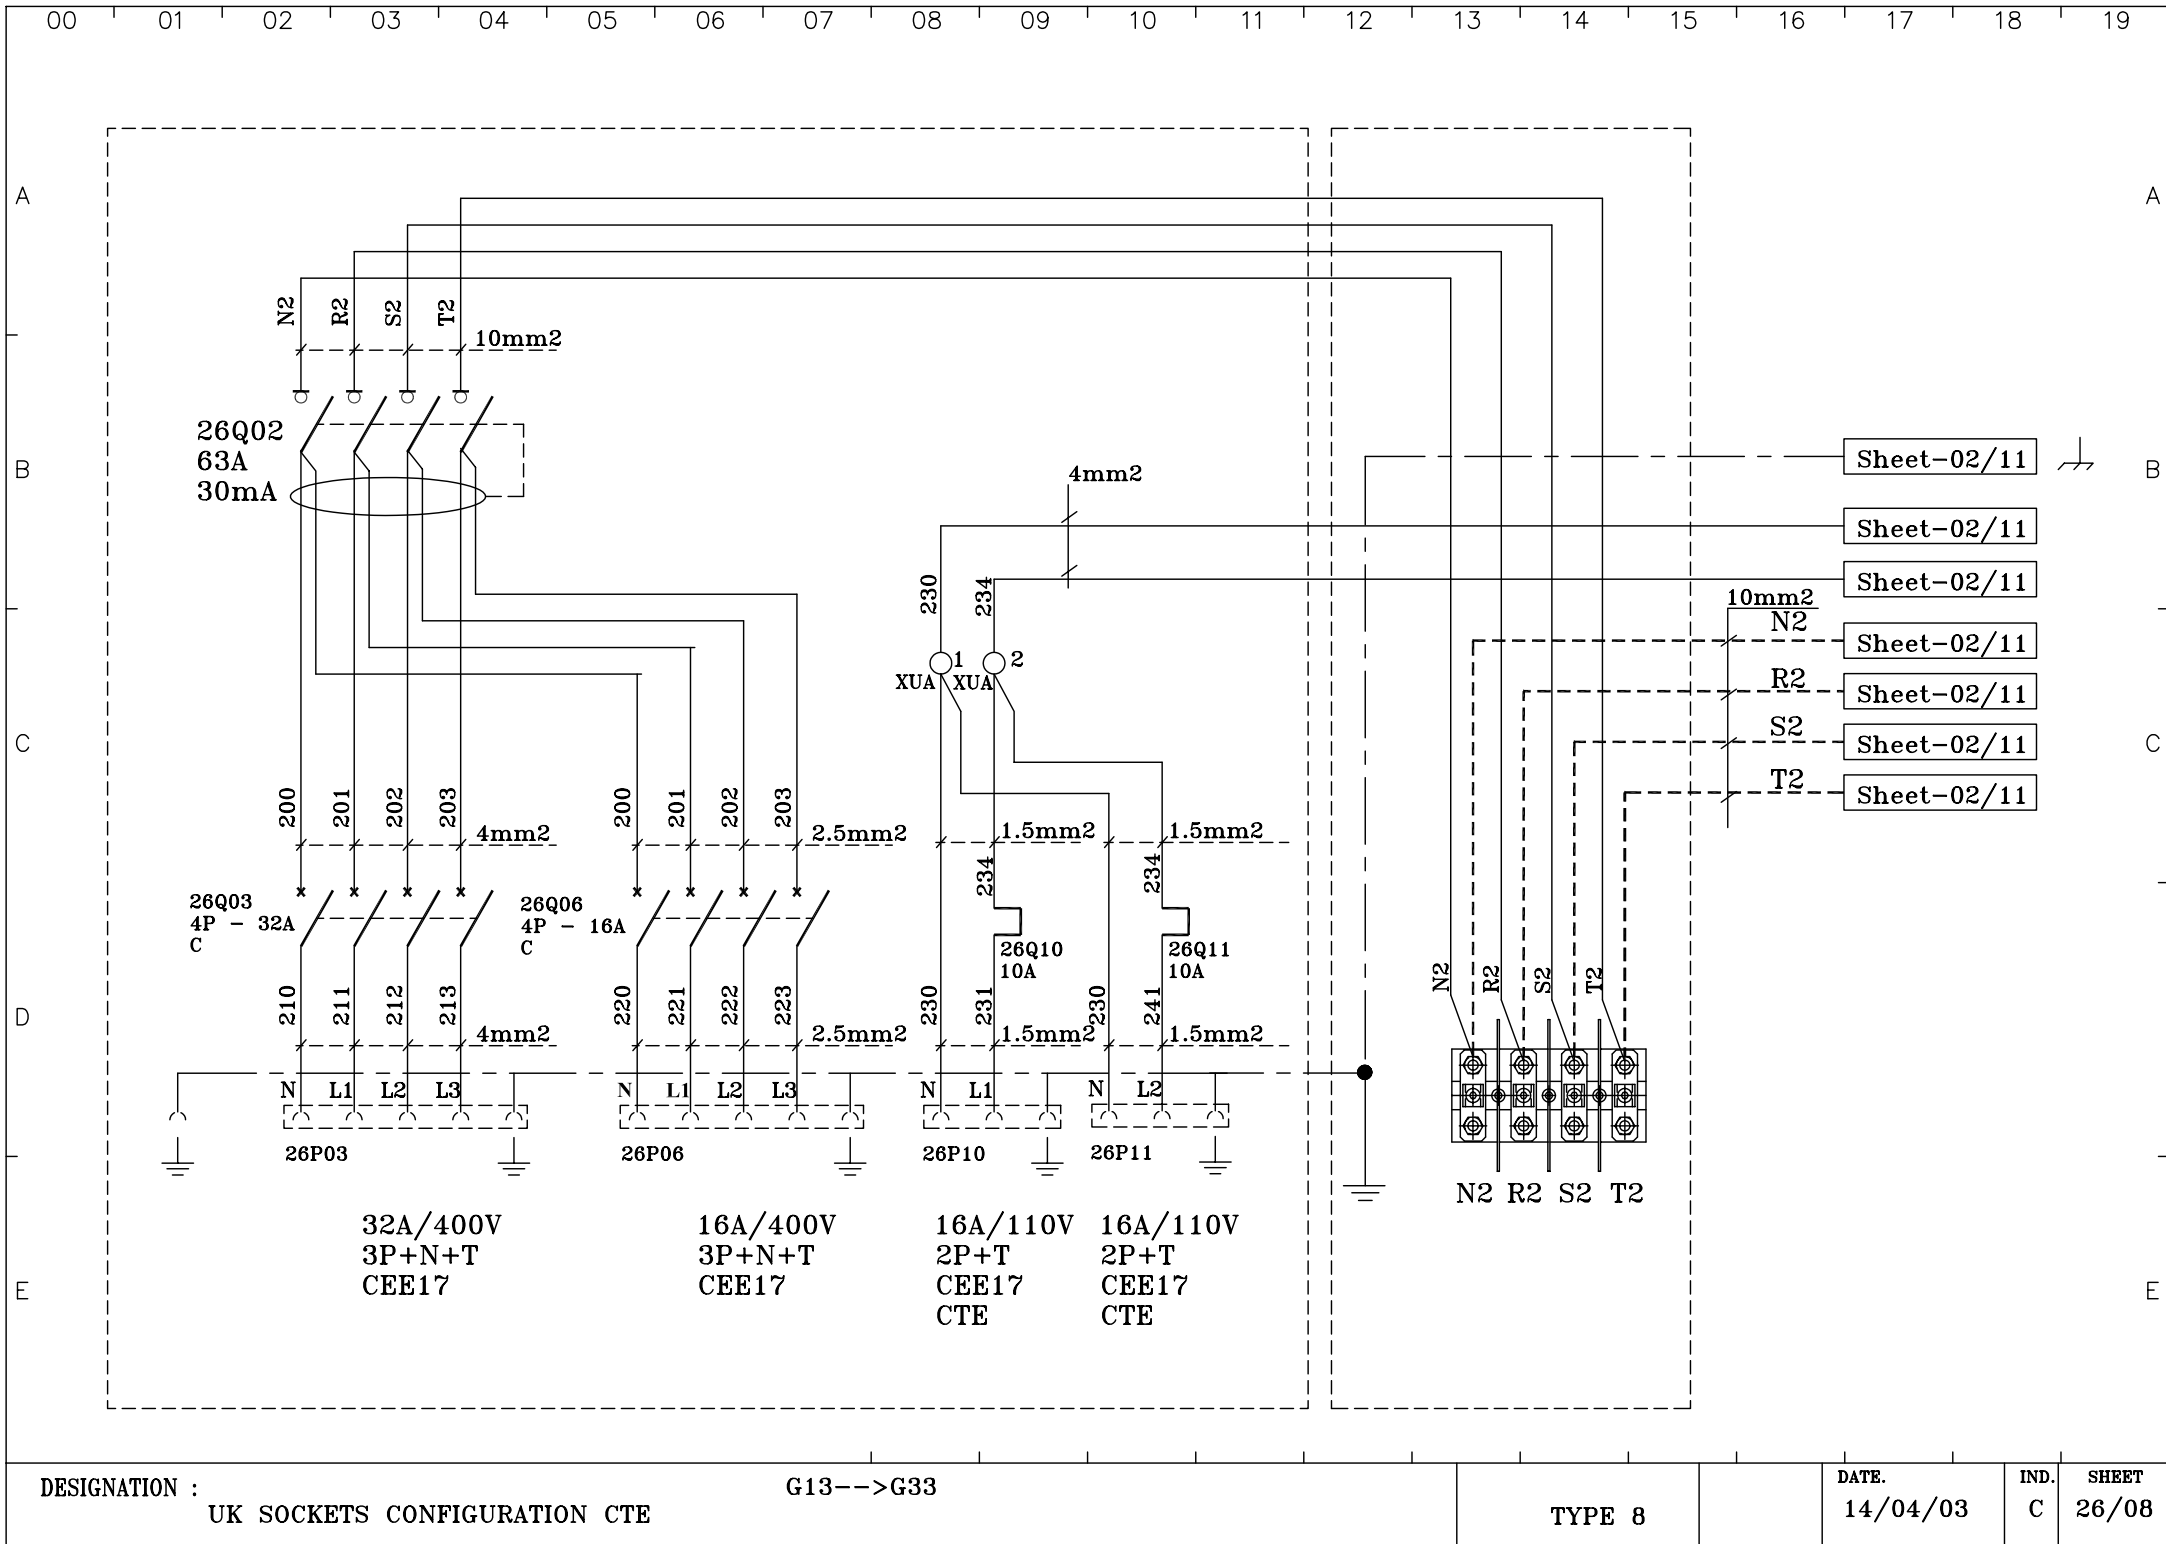 00 01 02 03 04 05 06 07 08 09 10 11 12 13 14 15 16 17 18 19
A A
N2 R2 S2 T2
10mm2
26Q02
63A
30mA
B B
4mm2
Sheet-02/11
Sheet-02/11
Sheet-02/11
230 234
10mm2
N2
Sheet-02/11
1 2
XUA XUA
R2
Sheet-02/11
S2
Sheet-02/11
C C
T2
Sheet-02/11
200 201 202 203
4mm2
200 201 202 203
2.5mm2
1.5mm2
1.5mm2
234 234
26Q03
4P - 32A
C
26Q06
4P - 16A
C
26Q10
10A
26Q11
10A
N2 R2 S2 T2
D D
210 211 212 213
4mm2
220 221 222 223
2.5mm2
230 231
1.5mm2
230 241
1.5mm2
N L1 L2 L3
N L1 L2 L3
N L1
N L2
26P03
26P06
26P10
26P11
N2 R2 S2 T2
32A/400V
3P+N+T
CEE17
16A/400V
3P+N+T
CEE17
16A/110V
2P+T
CEE17
CTE
16A/110V
2P+T
CEE17
CTE
E E
DESIGNATION :
UK SOCKETS CONFIGURATION CTE
G13-->G33
TYPE 8
DATE.
14/04/03
IND.
C
SHEET
26/08